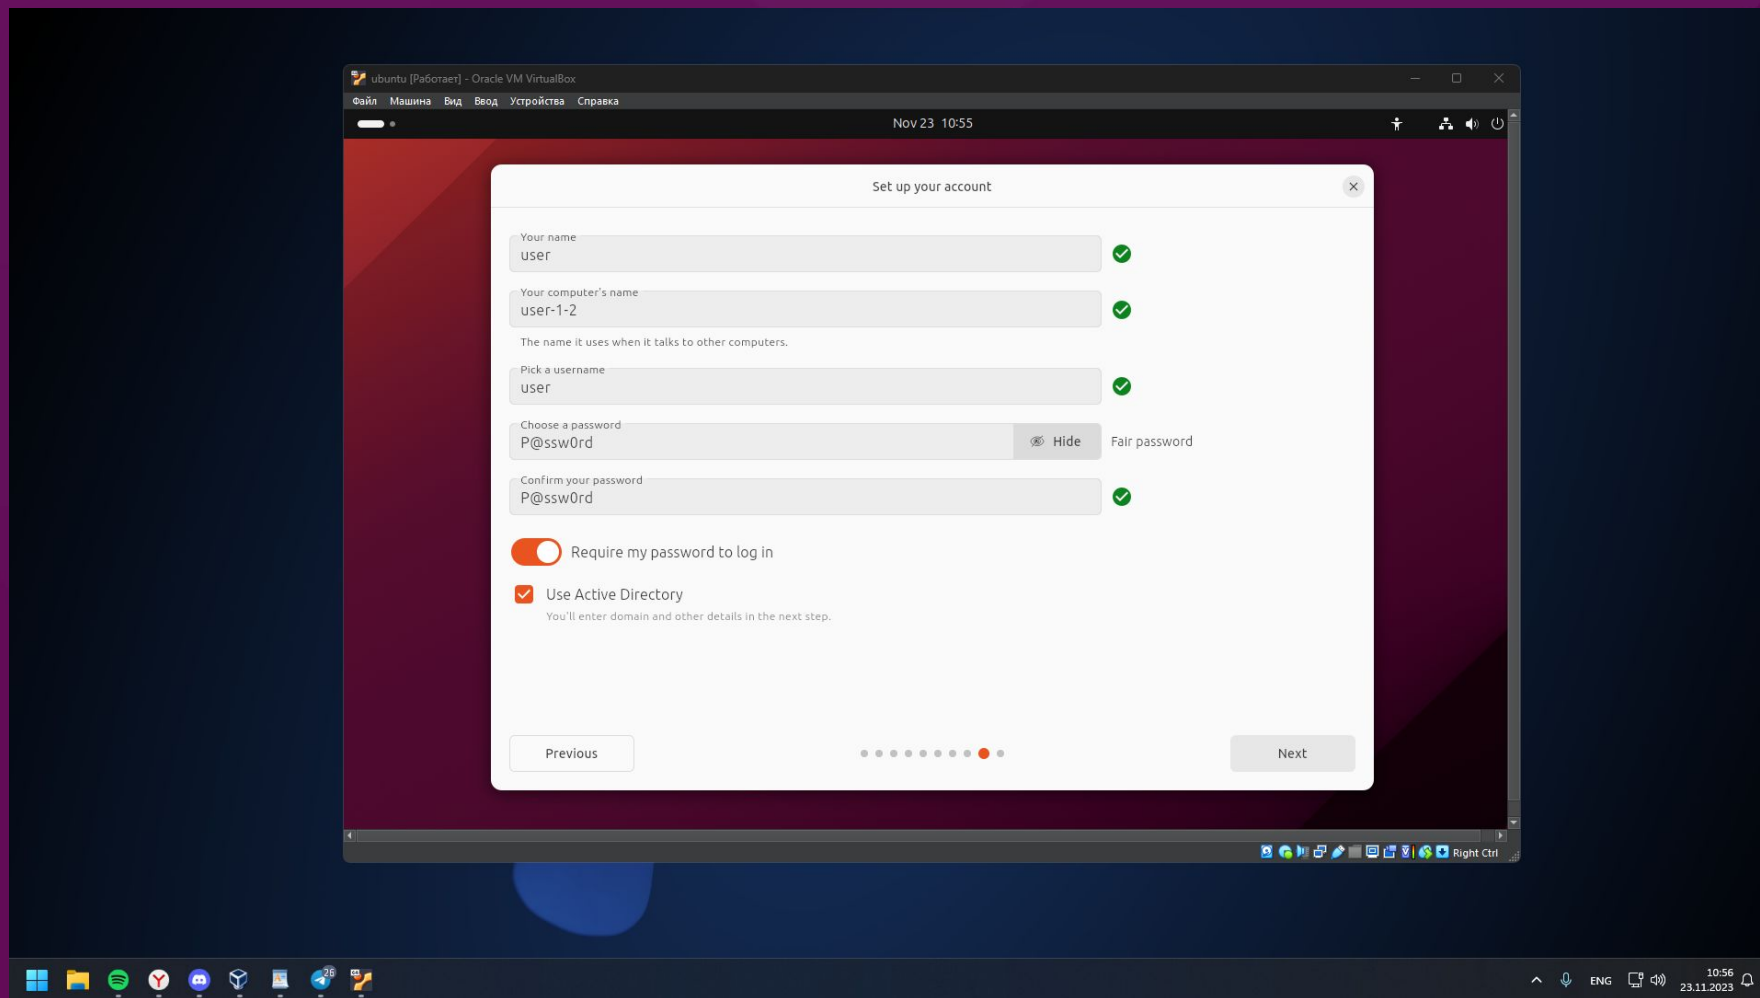 ubuntu [Работает] - Oracle VM VirtualBox
Файл Машина Вид Ввод Устройства Справка
Nov 23 10:55
Set up your account
Your name
user
Your computer's name
user-1-2
The name it uses when it talks to other computers.
Pick a username
user
Choose a password
P@ssw0rd
Hide
Fair password
Confirm your password
P@ssw0rd
Require my password to log in
Use Active Directory
You'll enter domain and other details in the next step.
Previous
Next
Right Ctrl
26
ENG
10:56
23.11.2023